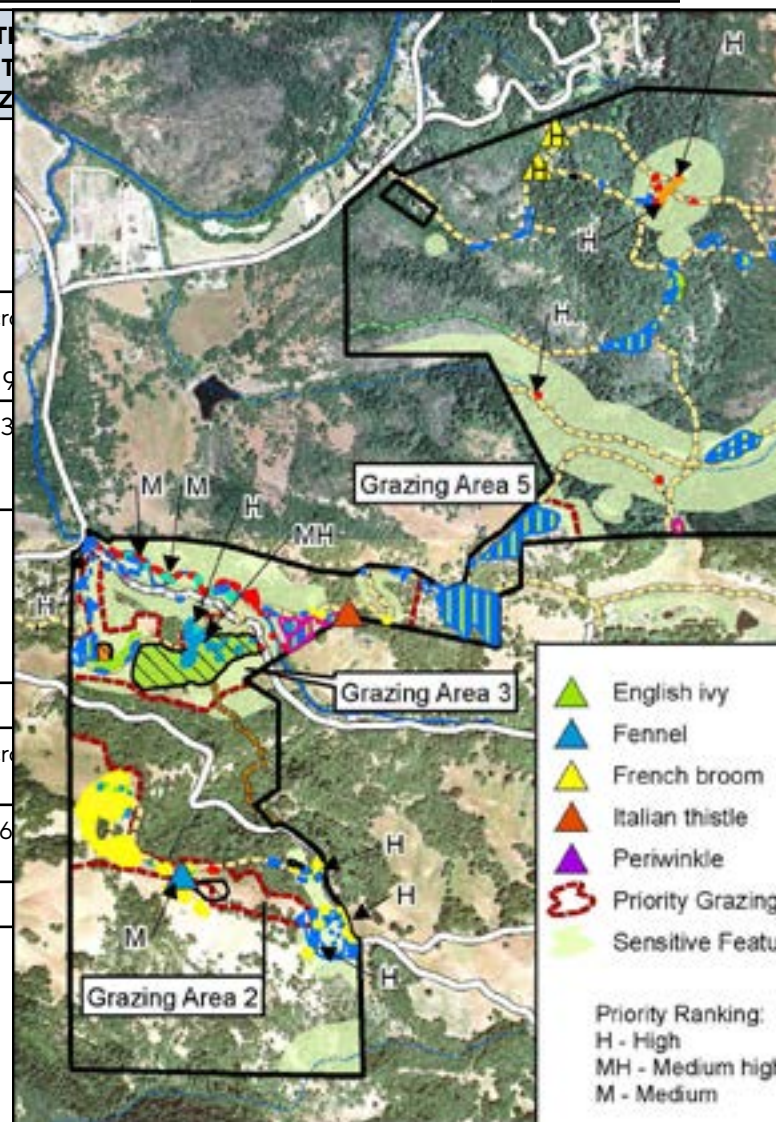 H
H
H
H
H
Grazing Area 5
M M
H
MH
H
Grazing Area 3
English ivy
Fennel
French broom
Italian thistle
Periwinkle
Priority Grazing
Sensitive Featu
H
H
M
H
Grazing Area 2
Priority Ranking:
H - High
MH - Medium high
M - Medium